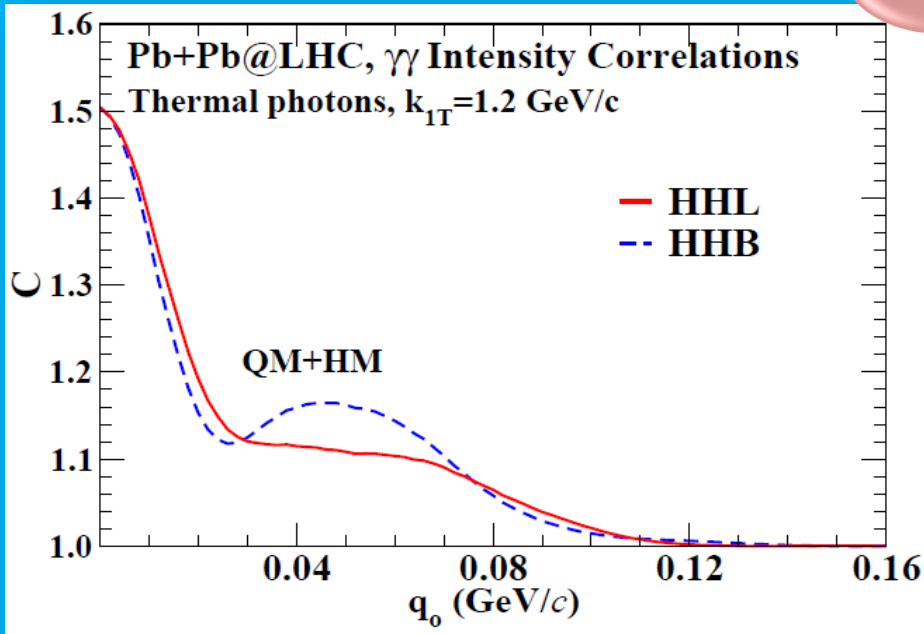 Pb+Pb@LHC, γγ Intensity Correlations
Thermal photons, k1T=1.2 GeV/c
HHL
HHB
QM+HM
C
1.6
1.5
1.4
1.3
1.2
1.1
1.0
0.04
0.08
0.12
0.16
qo (GeV/c)